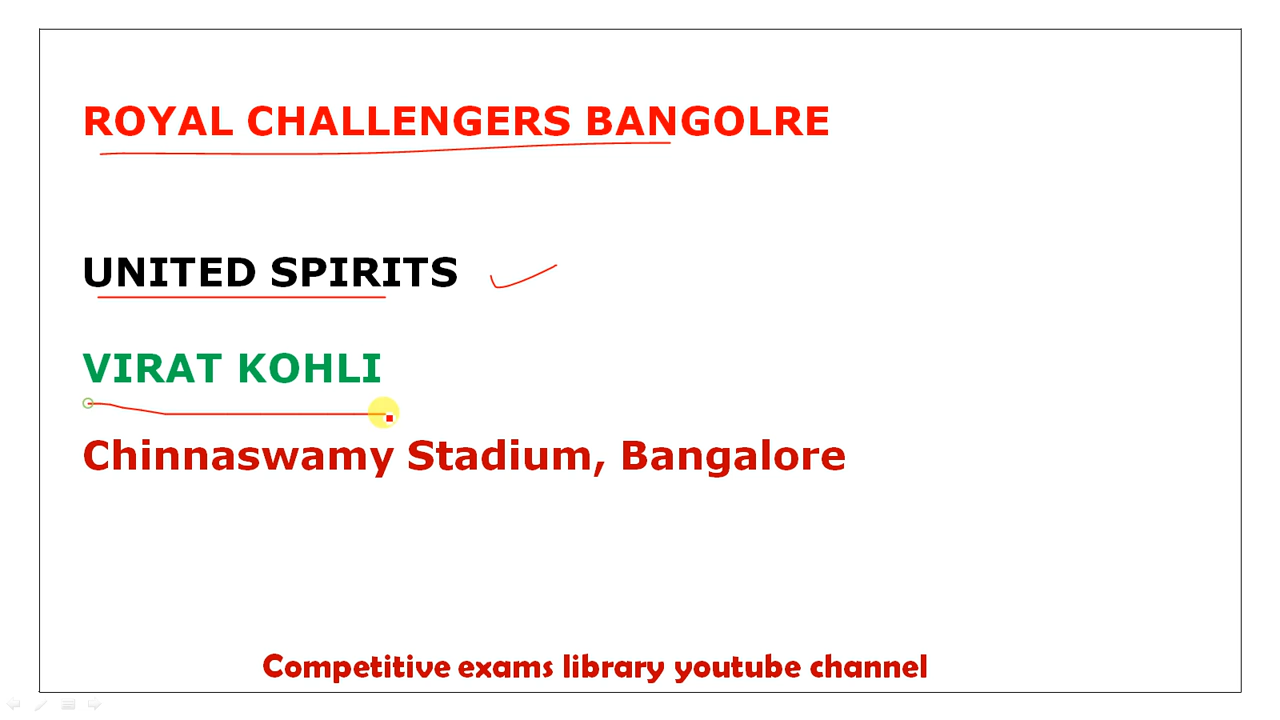 ROYAL CHALLENGERS BANGOLRE
UNITED SPIRITS
VIRAT KOHLI
Chinnaswamy Stadium, Bangalore
Competitive exams library youtube channel